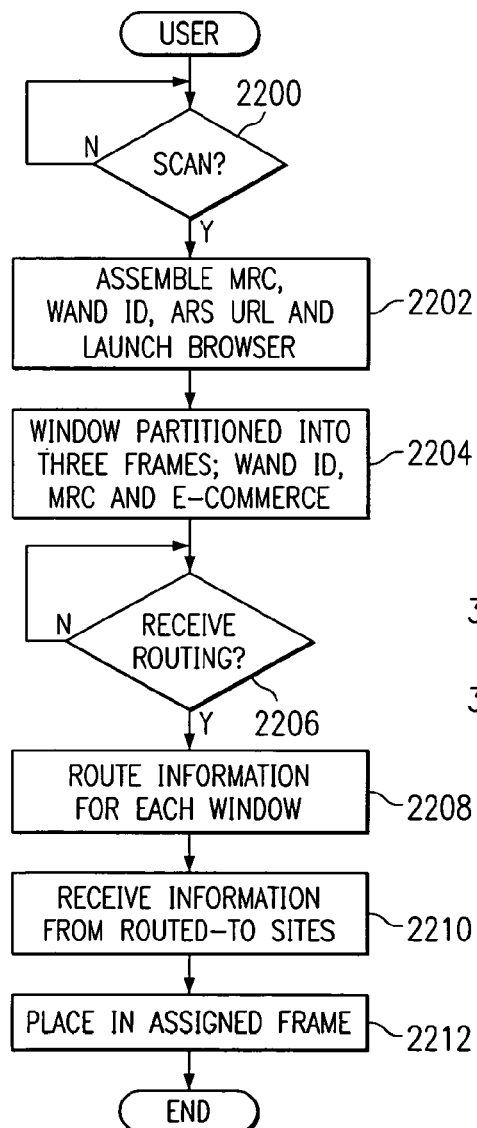 USER
2200
N
SCAN?
Y
ASSEMBLE MRC,
WAND ID, ARS URL AND
LAUNCH BROWSER
2202
WINDOW PARTITIONED INTO
THREE FRAMES; WAND ID,
MRC AND E-COMMERCE
2204
N
RECEIVE
ROUTING?
3
3
2206
Y
ROUTE INFORMATION
FOR EACH WINDOW
2208
RECEIVE INFORMATION
FROM ROUTED-TO SITES
2210
PLACE IN ASSIGNED FRAME
2212
END